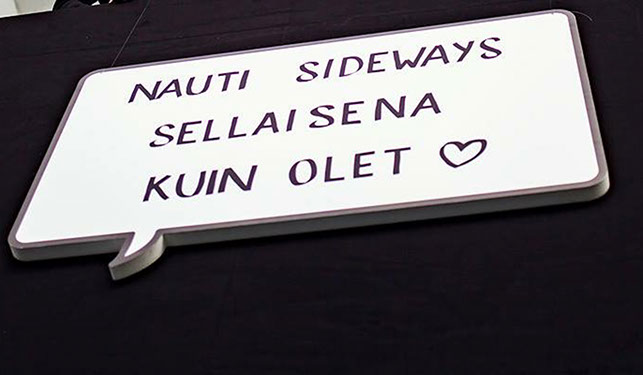 NAUTI SIDEWAYS
SELLAISENA
KUIN OLET ♡